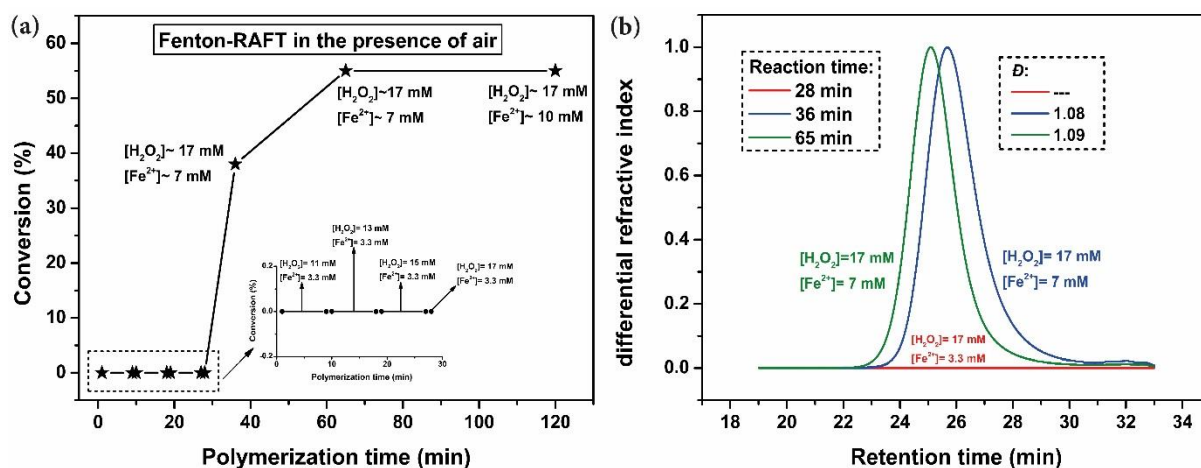 (a)
Fenton-RAFT in the presence of air
Conversion (%)
60
50
40
30
20
10
0
[H₂O₂]~ 17 mM
[Fe²⁺]~ 7 mM
[H₂O₂]~17 mM
[Fe²⁺]~ 7 mM
[H₂O₂]~ 17 mM
[Fe²⁺]~ 10 mM
[H₂O₂]= 13 mM
[Fe²⁺]= 3.3 mM
[H₂O₂]= 11 mM
[Fe²⁺]= 3.3 mM
[H₂O₂]= 15 mM
[Fe²⁺]= 3.3 mM
[H₂O₂]= 17 mM
[Fe²⁺]= 3.3 mM
Conversion (%)
0.2
0.0
-0.2
0 10 20 30
Polymerization time (min)
0 20 40 60 80 100 120
Polymerization time (min)
(b)
differential refractive index
1.0
0.8
0.6
0.4
0.2
0.0
Reaction time:
28 min
36 min
65 min
Đ:
---
1.08
1.09
[H₂O₂]=17 mM
[Fe²⁺]= 7 mM
[H₂O₂]= 17 mM
[Fe²⁺]= 7 mM
[H₂O₂]= 17 mM
[Fe²⁺]= 3.3 mM
18 20 22 24 26 28 30 32 34
Retention time (min)